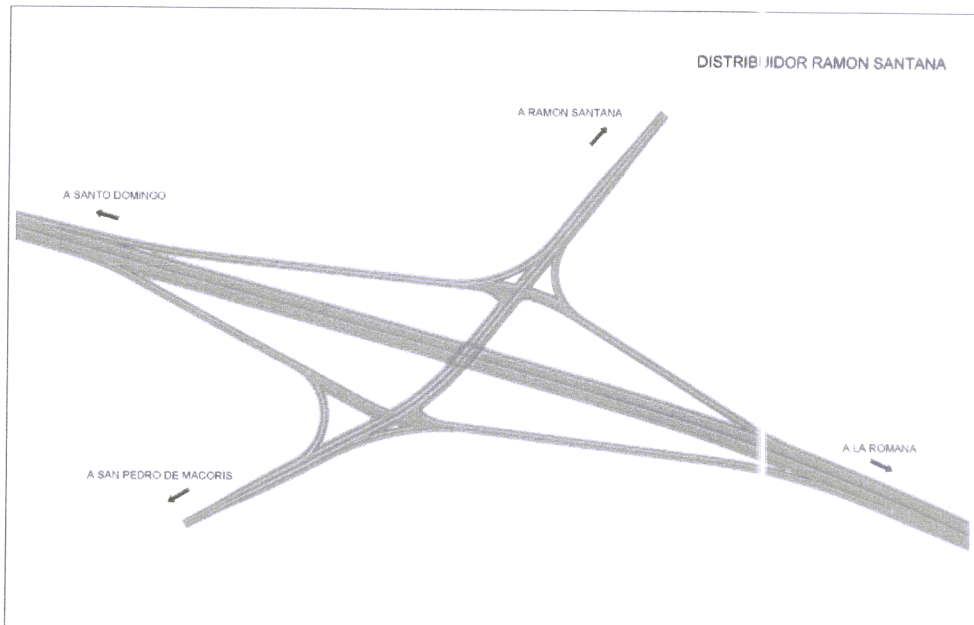 DISTRIBUIDOR RAMON SANTANA
A RAMON SANTANA
A SANTO DOMINGO
A LA ROMANA
A SAN PEDRO DE MACORIS